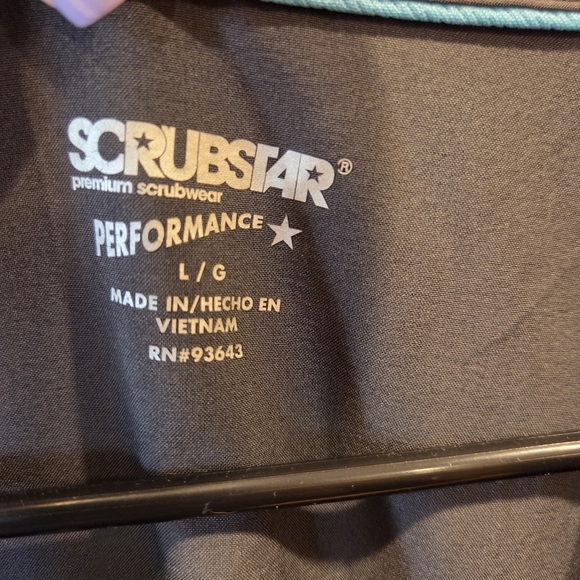 SCRUBSTAR®
premium scrubwear
PERFORMANCE
L / G
MADE IN/HECHO EN
VIETNAM
RN#93643